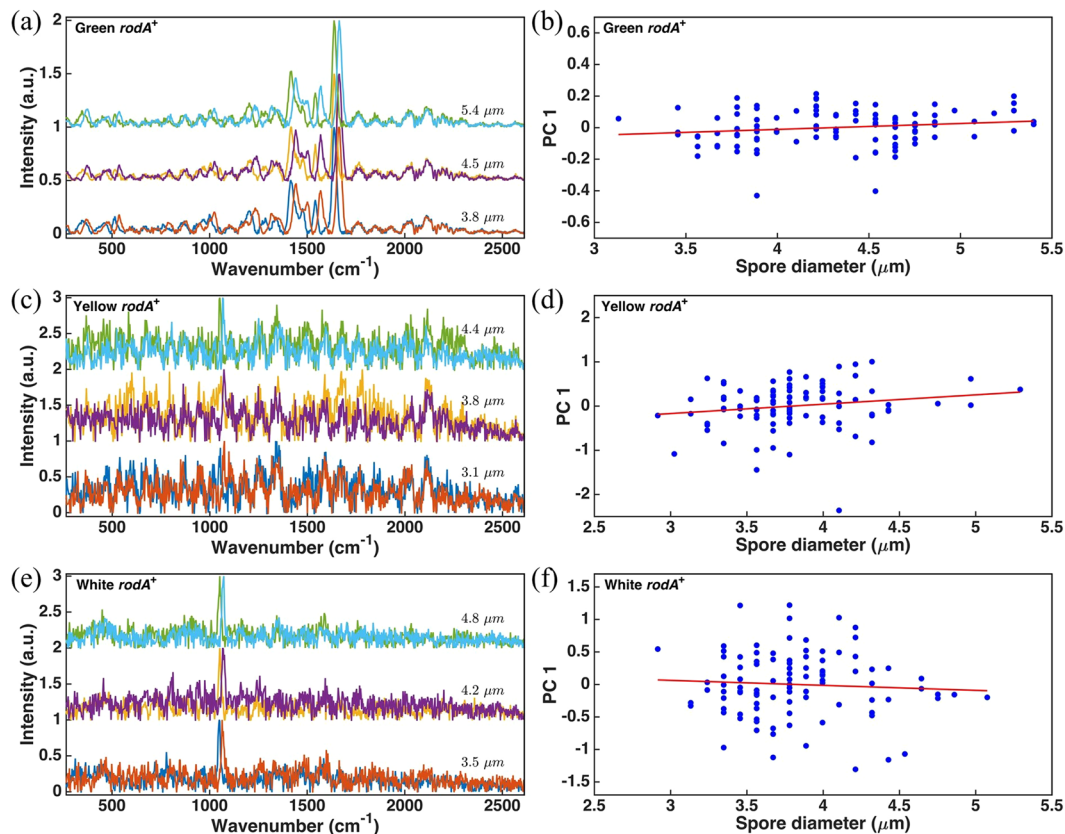 (a)
Green rodA+
2
1.5
1
0.5
0
Intensity (a.u.)
5.4 μm
4.5 μm
3.8 μm
500 1000 1500 2000 2500
Wavenumber (cm-1)
(b)
Green rodA+
0.6
0.4
0.2
0
-0.2
-0.4
-0.6
PC 1
3 3.5 4 4.5 5 5.5
Spore diameter (μm)
(c)
Yellow rodA+
3
2.5
2
1.5
1
0.5
0
Intensity (a.u.)
4.4 μm
3.8 μm
3.1 μm
500 1000 1500 2000 2500
Wavenumber (cm-1)
(d)
Yellow rodA+
2
1
0
-1
-2
PC 1
2.5 3 3.5 4 4.5 5 5.5
Spore diameter (μm)
(e)
White rodA+
3
2.5
2
1.5
1
0.5
0
Intensity (a.u.)
4.8 μm
4.2 μm
3.5 μm
500 1000 1500 2000 2500
Wavenumber (cm-1)
(f)
White rodA+
1.5
1
0.5
0
-0.5
-1
-1.5
PC 1
2.5 3 3.5 4 4.5 5 5.5
Spore diameter (μm)